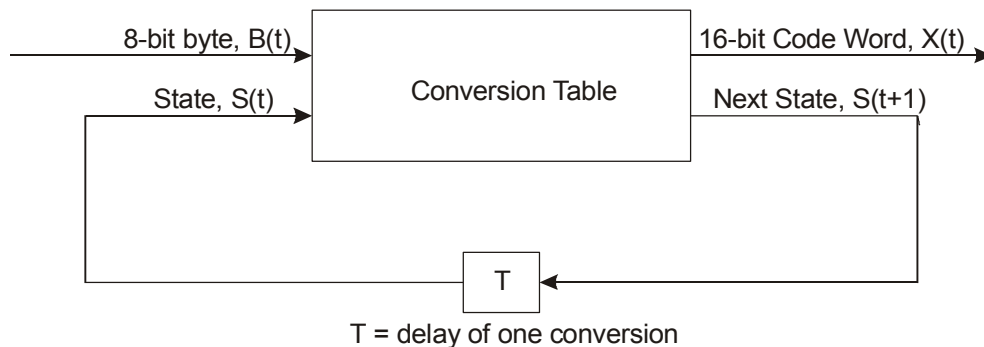 8-bit byte, B(t)
16-bit Code Word, X(t)
Conversion Table
State, S(t)
Next State, S(t+1)
T
T = delay of one conversion